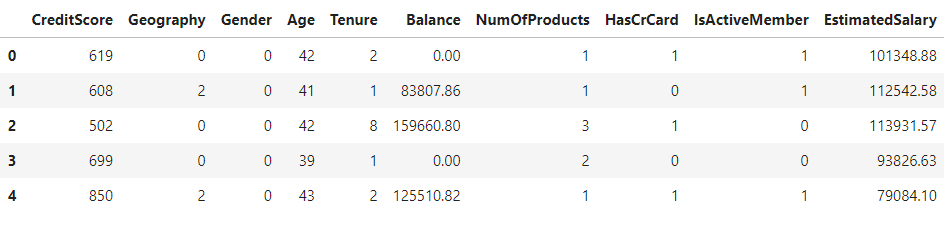 CreditScore Geography Gender Age Tenure Balance NumOfProducts HasCrCard IsActiveMember EstimatedSalary
0 619 0 0 42 2 0.00 1 1 1 101348.88
1 608 2 0 41 1 83807.86 1 0 1 112542.58
2 502 0 0 42 8 159660.80 3 1 0 113931.57
3 699 0 0 39 1 0.00 2 0 0 93826.63
4 850 2 0 43 2 125510.82 1 1 1 79084.10